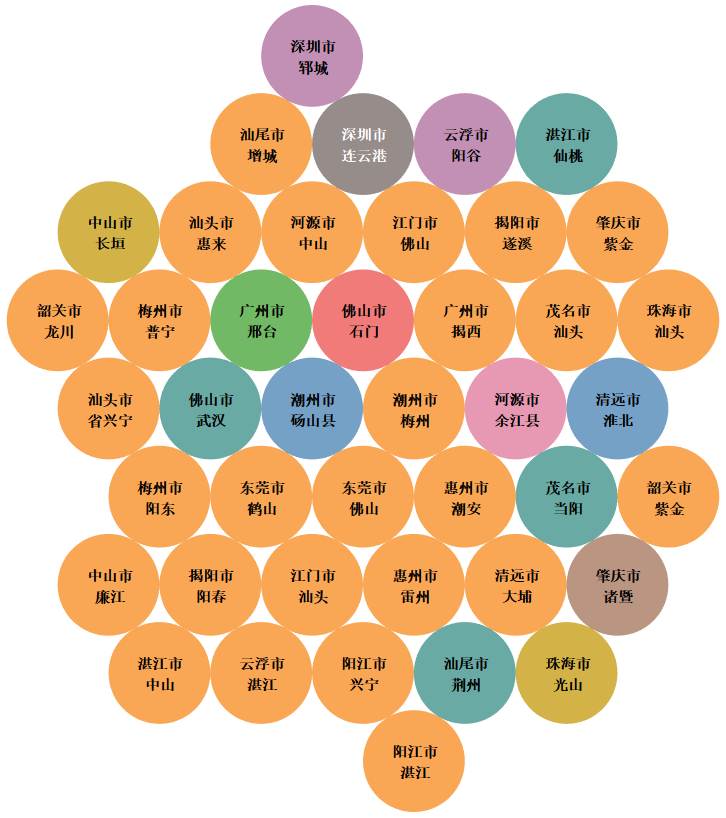 深圳市
郓城
汕尾市
增城
深圳市
连云港
云浮市
阳谷
湛江市
仙桃
中山市
长垣
汕头市
惠来
河源市
中山
江门市
佛山
揭阳市
遂溪
肇庆市
紫金
韶关市
龙川
梅州市
普宁
广州市
邢台
佛山市
石门
广州市
揭西
茂名市
汕头
珠海市
汕头
汕头市
省兴宁
佛山市
武汉
潮州市
砀山县
潮州市
梅州
河源市
余江县
清远市
淮北
梅州市
阳东
东莞市
鹤山
东莞市
佛山
惠州市
潮安
茂名市
当阳
韶关市
紫金
中山市
廉江
揭阳市
阳春
江门市
汕头
惠州市
雷州
清远市
大埔
肇庆市
诸暨
湛江市
中山
云浮市
湛江
阳江市
兴宁
汕尾市
荆州
珠海市
光山
阳江市
湛江